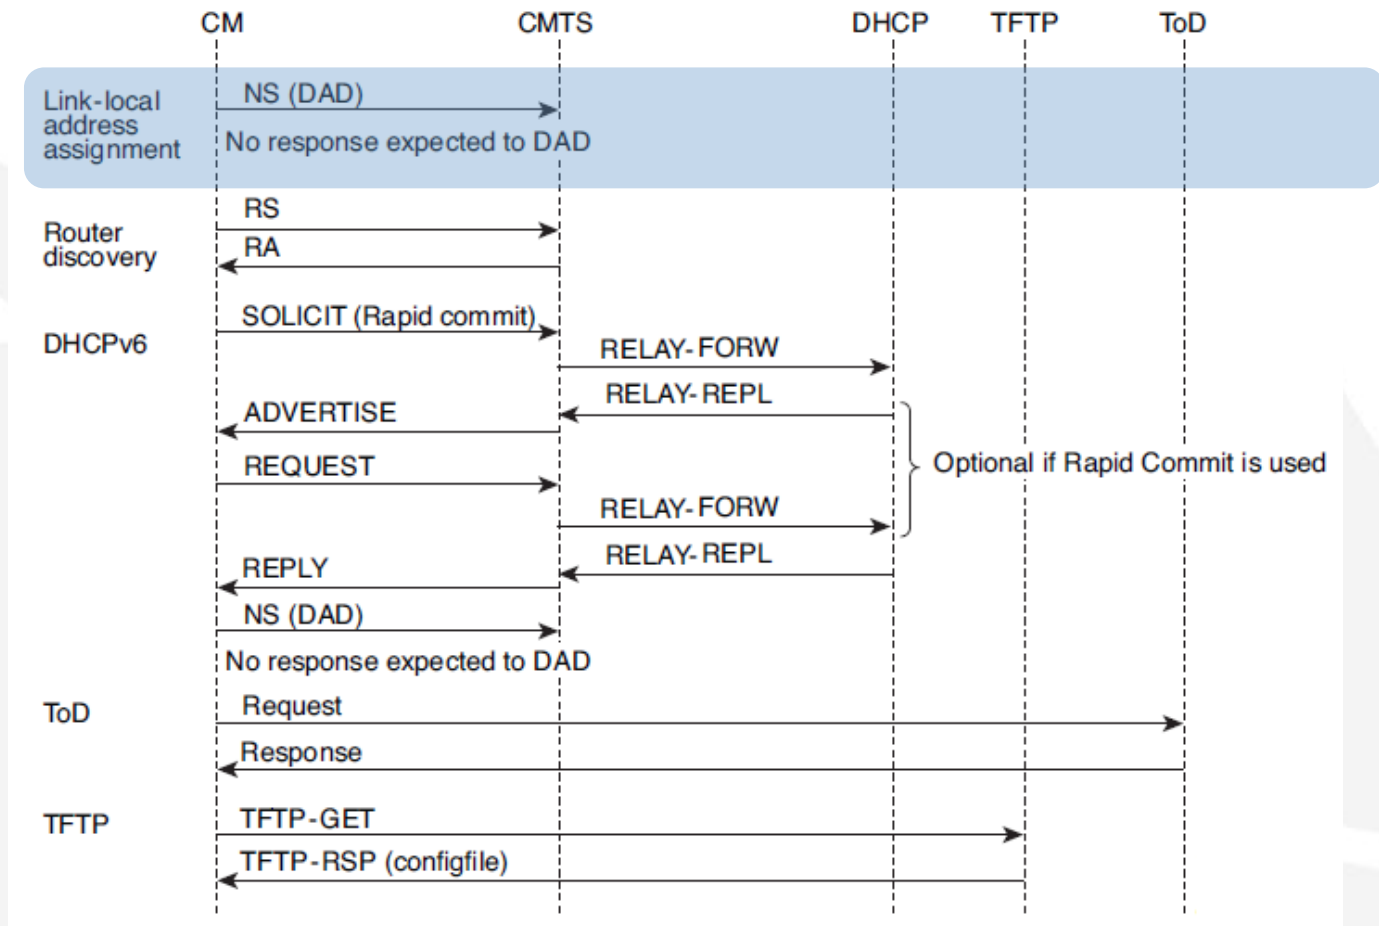 CM CMTS DHCP TFTP ToD
Link-local
address
assignment
NS (DAD)
No response expected to DAD
Router
discovery
RS
RA
DHCPv6
SOLICIT (Rapid commit)
RELAY-FORW
RELAY-REPL
ADVERTISE
REQUEST
Optional if Rapid Commit is used
RELAY-FORW
RELAY-REPL
REPLY
NS (DAD)
No response expected to DAD
ToD
Request
Response
TFTP
TFTP-GET
TFTP-RSP (configfile)